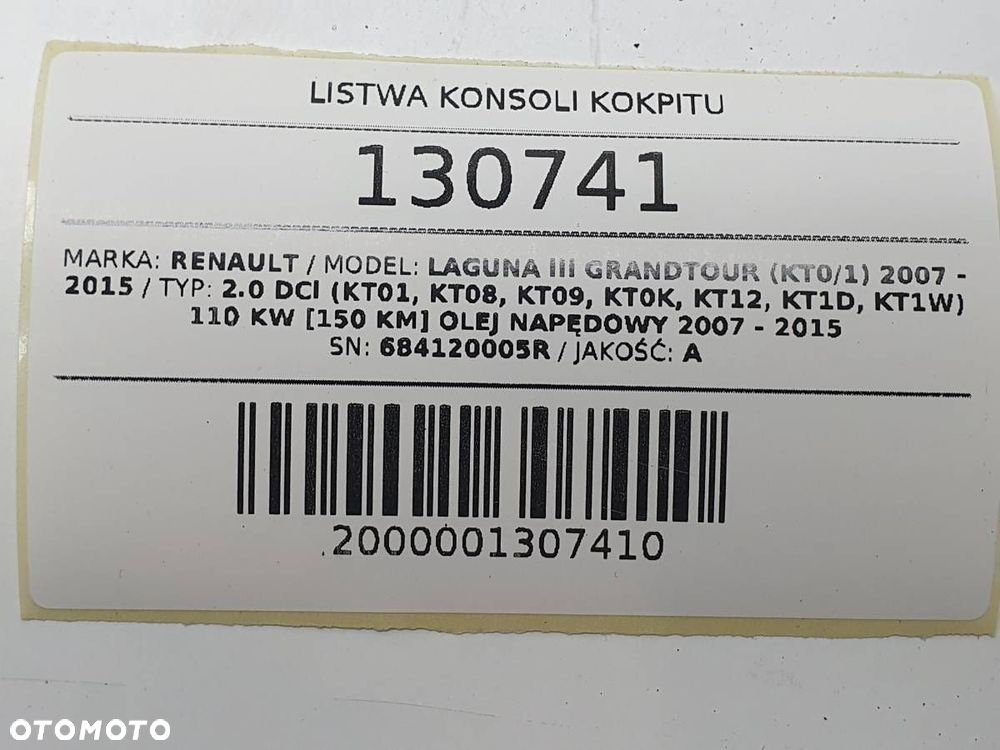 LISTWA KONSOLI KOKPITU
130741
MARKA: RENAULT / MODEL: LAGUNA III GRANDTOUR (KT0/1) 2007 -
2015 / TYP: 2.0 DCI (KT01, KT08, KT09, KT0K, KT12, KT1D, KT1W)
110 KW [150 KM] OLEJ NAPĘDOWY 2007 - 2015
SN: 684120005R / JAKOŚĆ: A
2000001307410
OTOMOTO